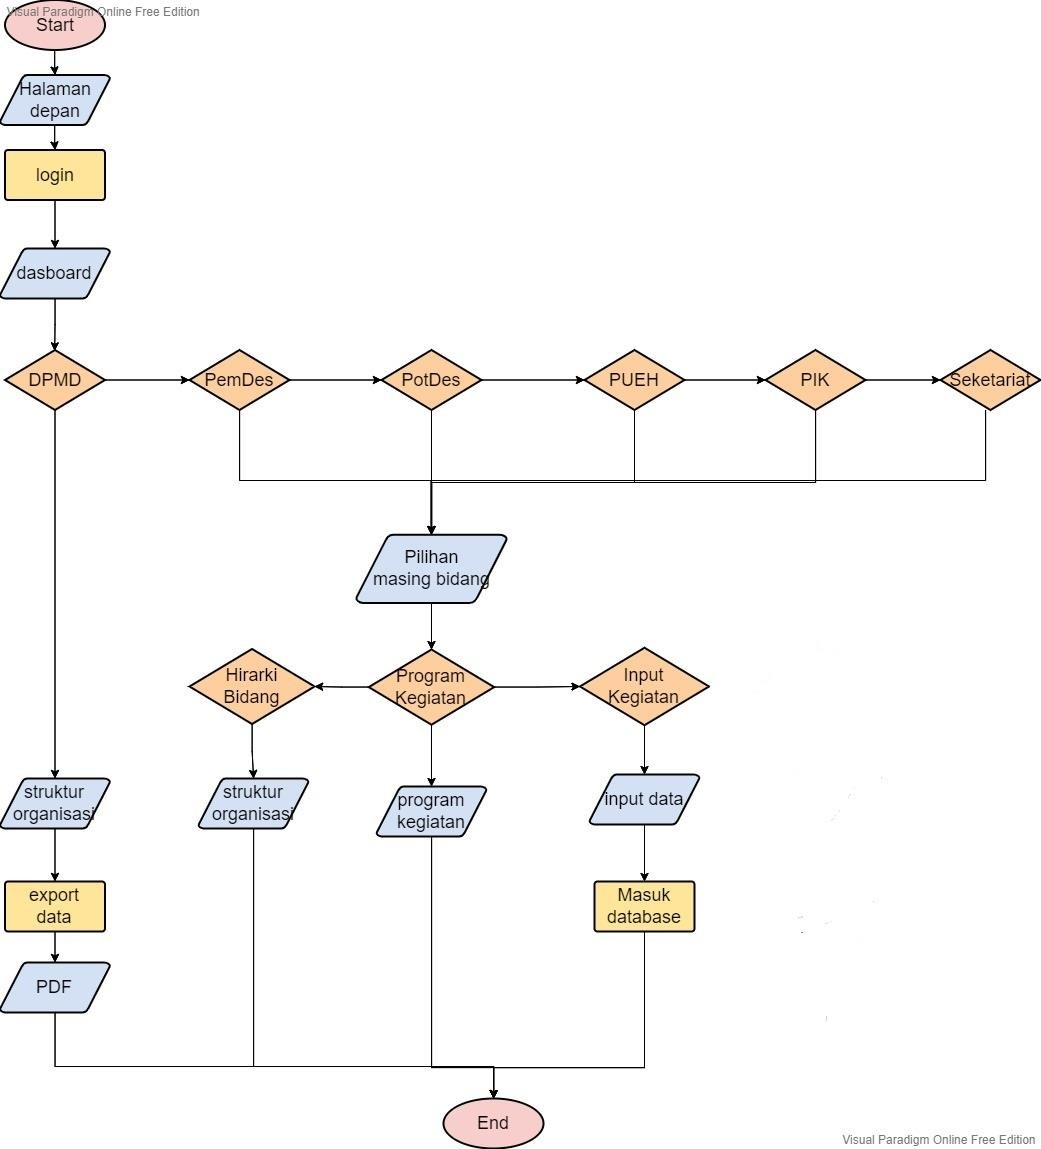 Visual Paradigm Online Free Edition
Start
Halaman
depan
login
dasboard
DPMD
PemDes
PotDes
PUEH
PIK
Seketariat
Pilihan
masing bidang
Hirarki
Bidang
Program
Kegiatan
Input
Kegiatan
struktur
organisasi
struktur
organisasi
program
kegiatan
input data
export
data
Masuk
database
PDF
End
Visual Paradigm Online Free Edition